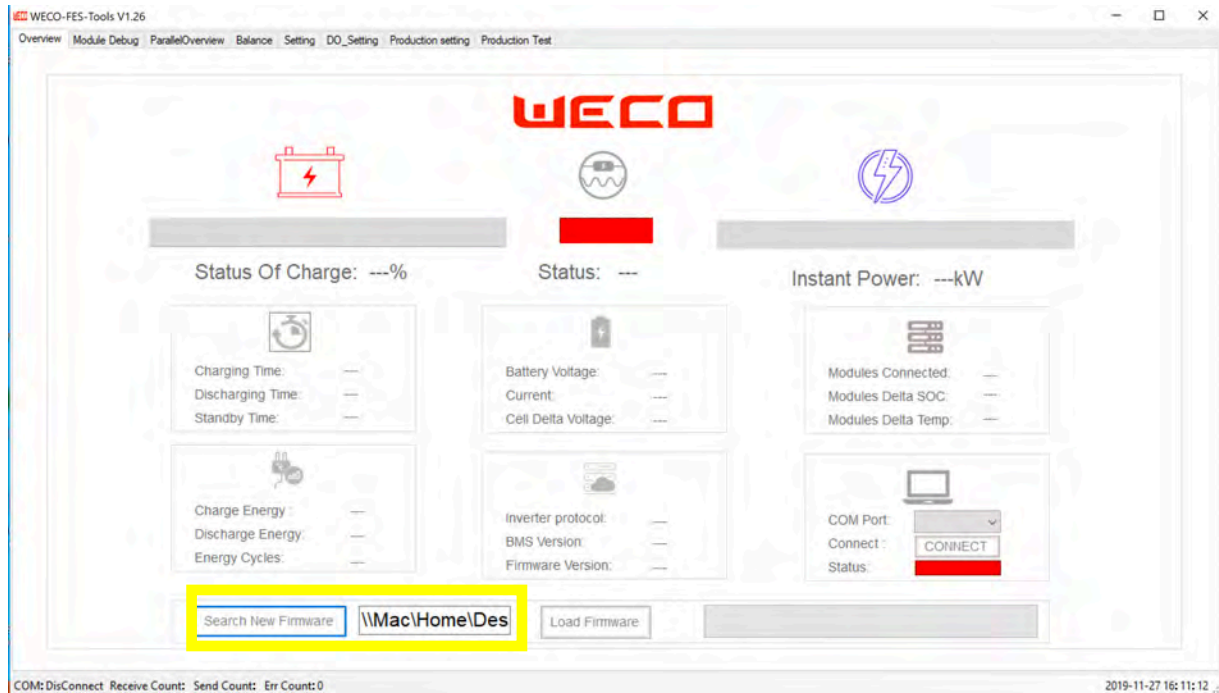 WECO-FES-Tools V1.26
Overview Module Debug ParallelOverview Balance Setting DO_Setting Production setting Production Test
WECO
Status Of Charge: ---%
Status: ---
Instant Power: ---kW
Charging Time: ---
Discharging Time: ---
Standby Time: ---
Battery Voltage: ---
Current: ---
Cell Delta Voltage: ---
Modules Connected: ---
Modules Delta SOC: ---
Modules Delta Temp: ---
Charge Energy : ---
Discharge Energy: ---
Energy Cycles: ---
Inverter protocol: ---
BMS Version: ---
Firmware Version: ---
COM Port:
Connect : CONNECT
Status:
Search New Firmware \\Mac\Home\Des Load Firmware
COM: DisConnect Receive Count: Send Count: Err Count: 0 2019-11-27 16:11:12